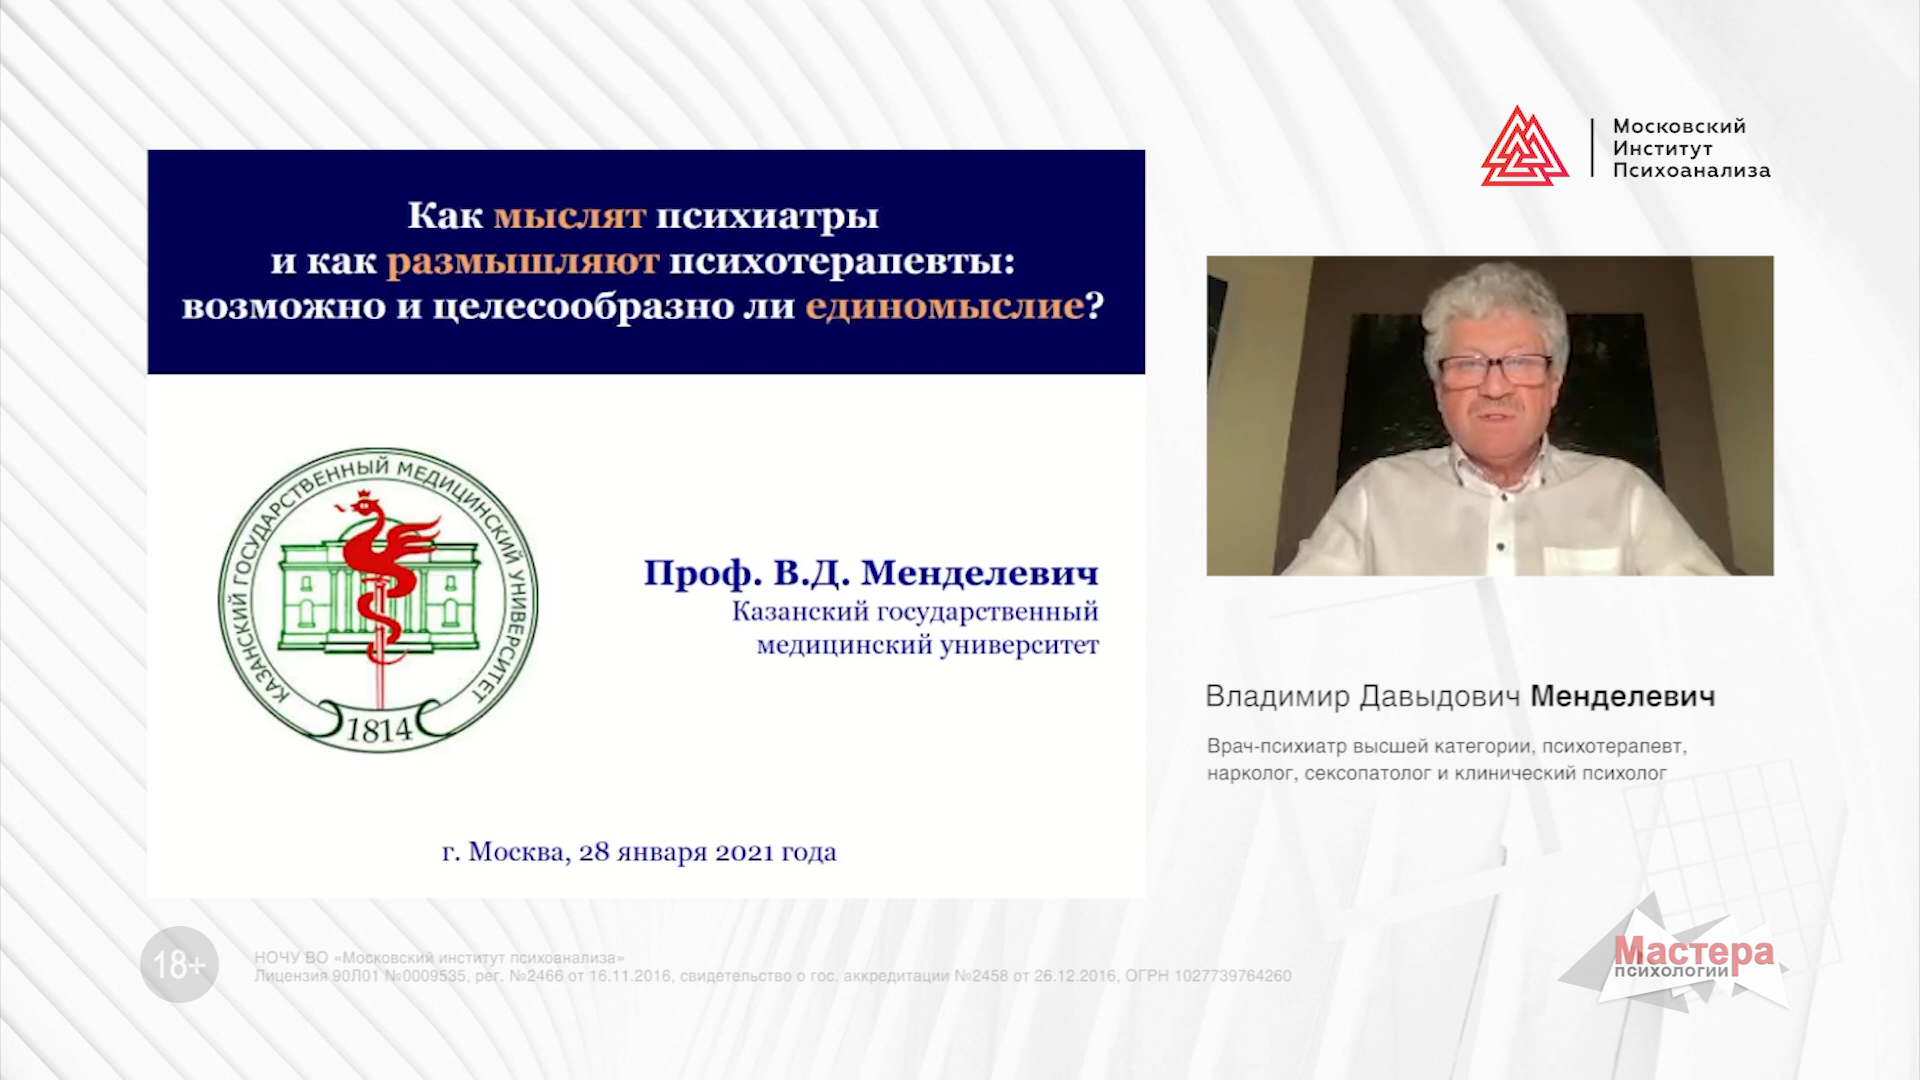 Московский
Институт
Психоанализа
Как мыслят психиатры
и как размышляют психотерапевты:
возможно и целесообразно ли единомыслие?
КАЗАНСКИЙ ГОСУДАРСТВЕННЫЙ МЕДИЦИНСКИЙ УНИВЕРСИТЕТ
1814
Проф. В.Д. Менделевич
Казанский государственный
медицинский университет
г. Москва, 28 января 2021 года
Владимир Давыдович Менделевич
Врач-психиатр высшей категории, психотерапевт,
нарколог, сексопатолог и клинический психолог
18+
НОЧУ ВО «Московский институт психоанализа»
Лицензия 90Л01 №0009535, рег. №2466 от 16.11.2016, свидетельство о гос. аккредитации №2458 от 26.12.2016, ОГРН 1027739764260
Мастера
психологии